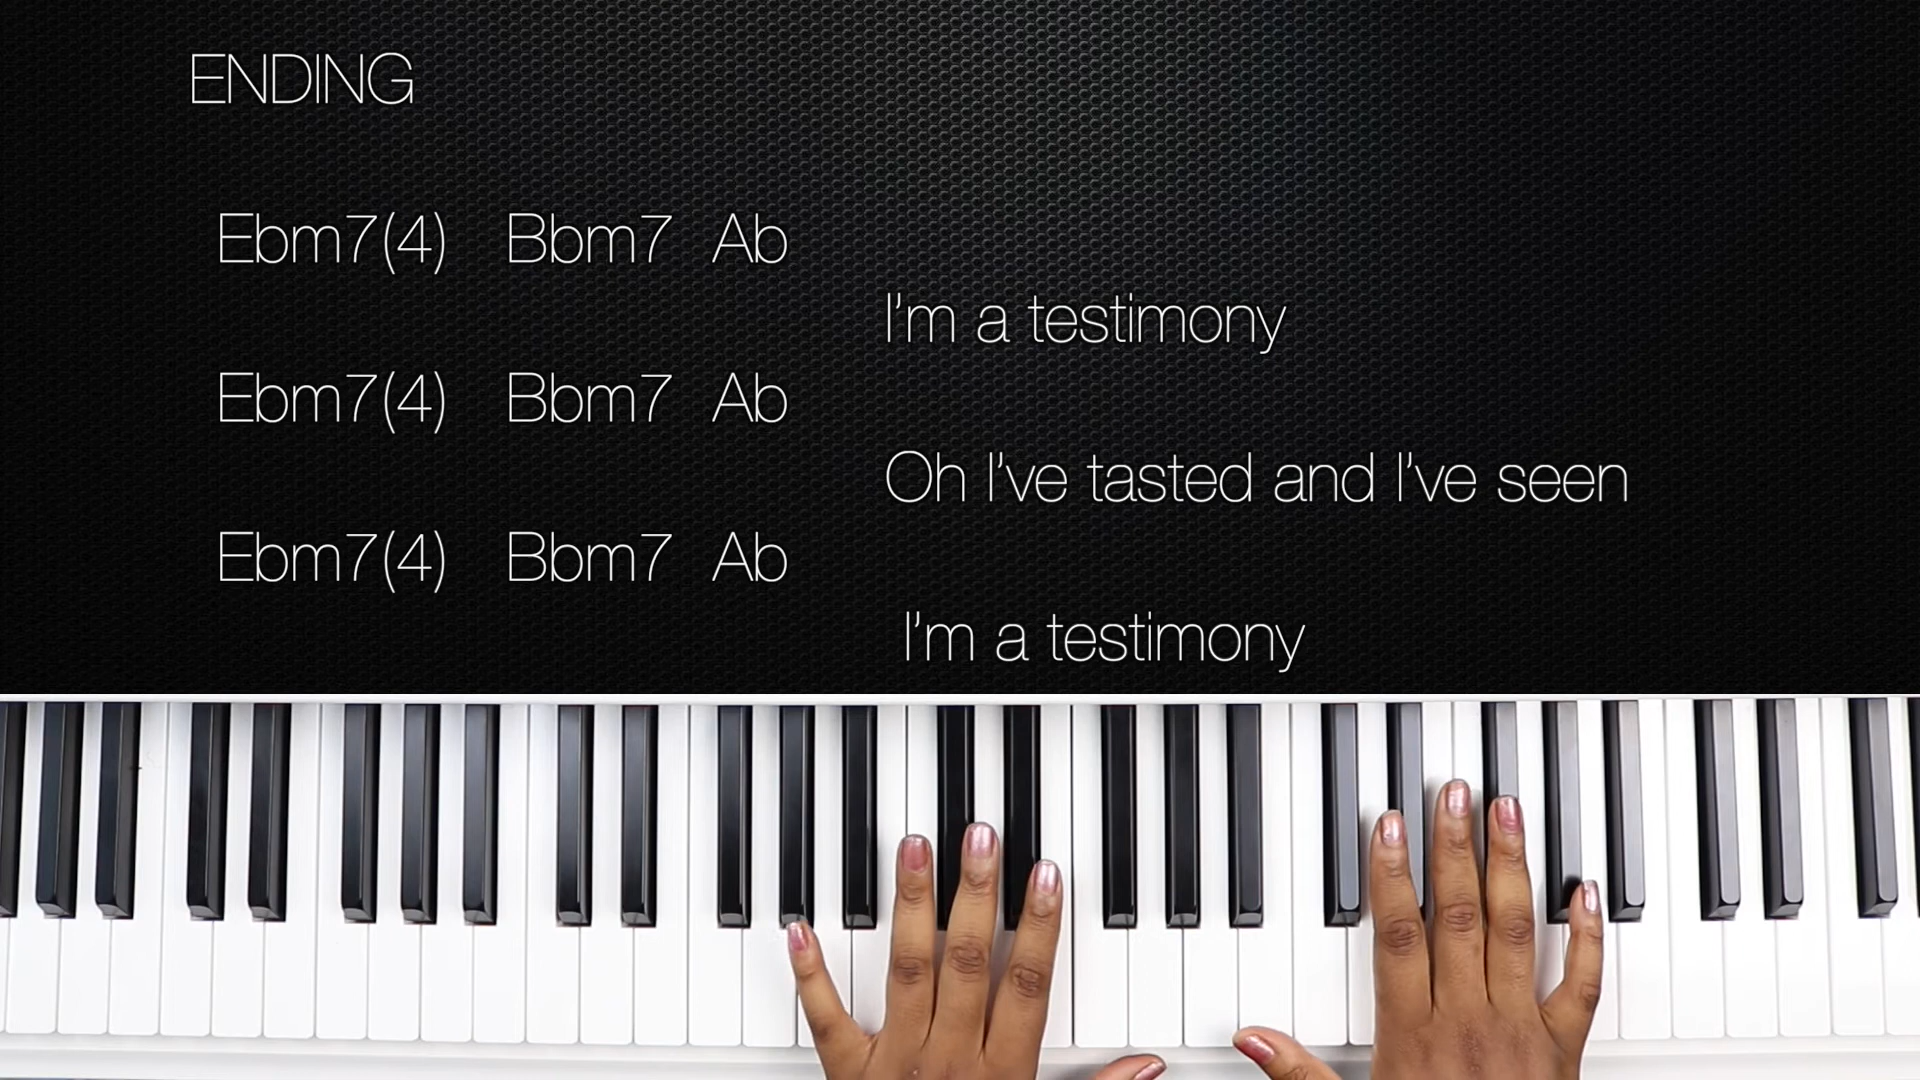 ENDING
Ebm7(4) Bbm7 Ab
I'm a testimony
Ebm7(4) Bbm7 Ab
Oh I've tasted and I've seen
Ebm7(4) Bbm7 Ab
I'm a testimony